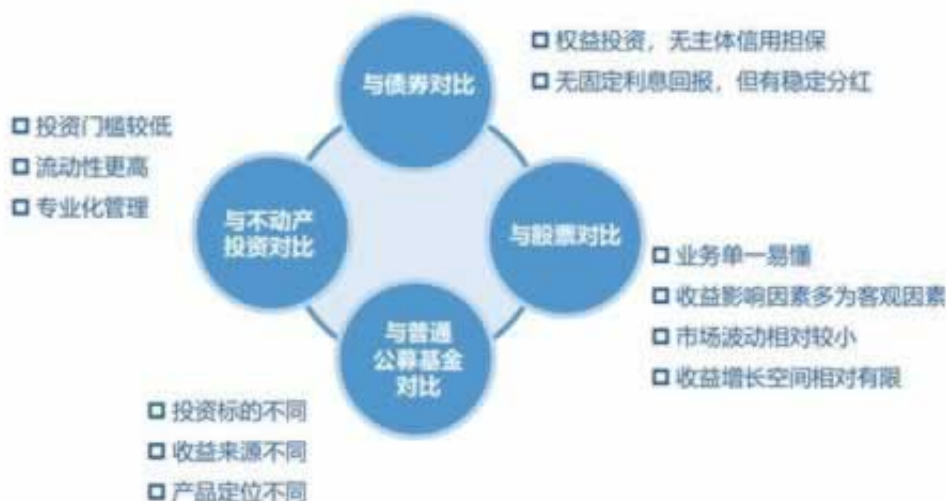 与债券对比
权益投资，无主体信用担保
无固定利息回报，但有稳定分红
投资门槛较低
流动性更高
专业化管理
与不动产
投资对比
与股票对比
业务单一易懂
收益影响因素多为客观因素
市场波动相对较小
收益增长空间相对有限
与普通
公募基金
对比
投资标的不同
收益来源不同
产品定位不同